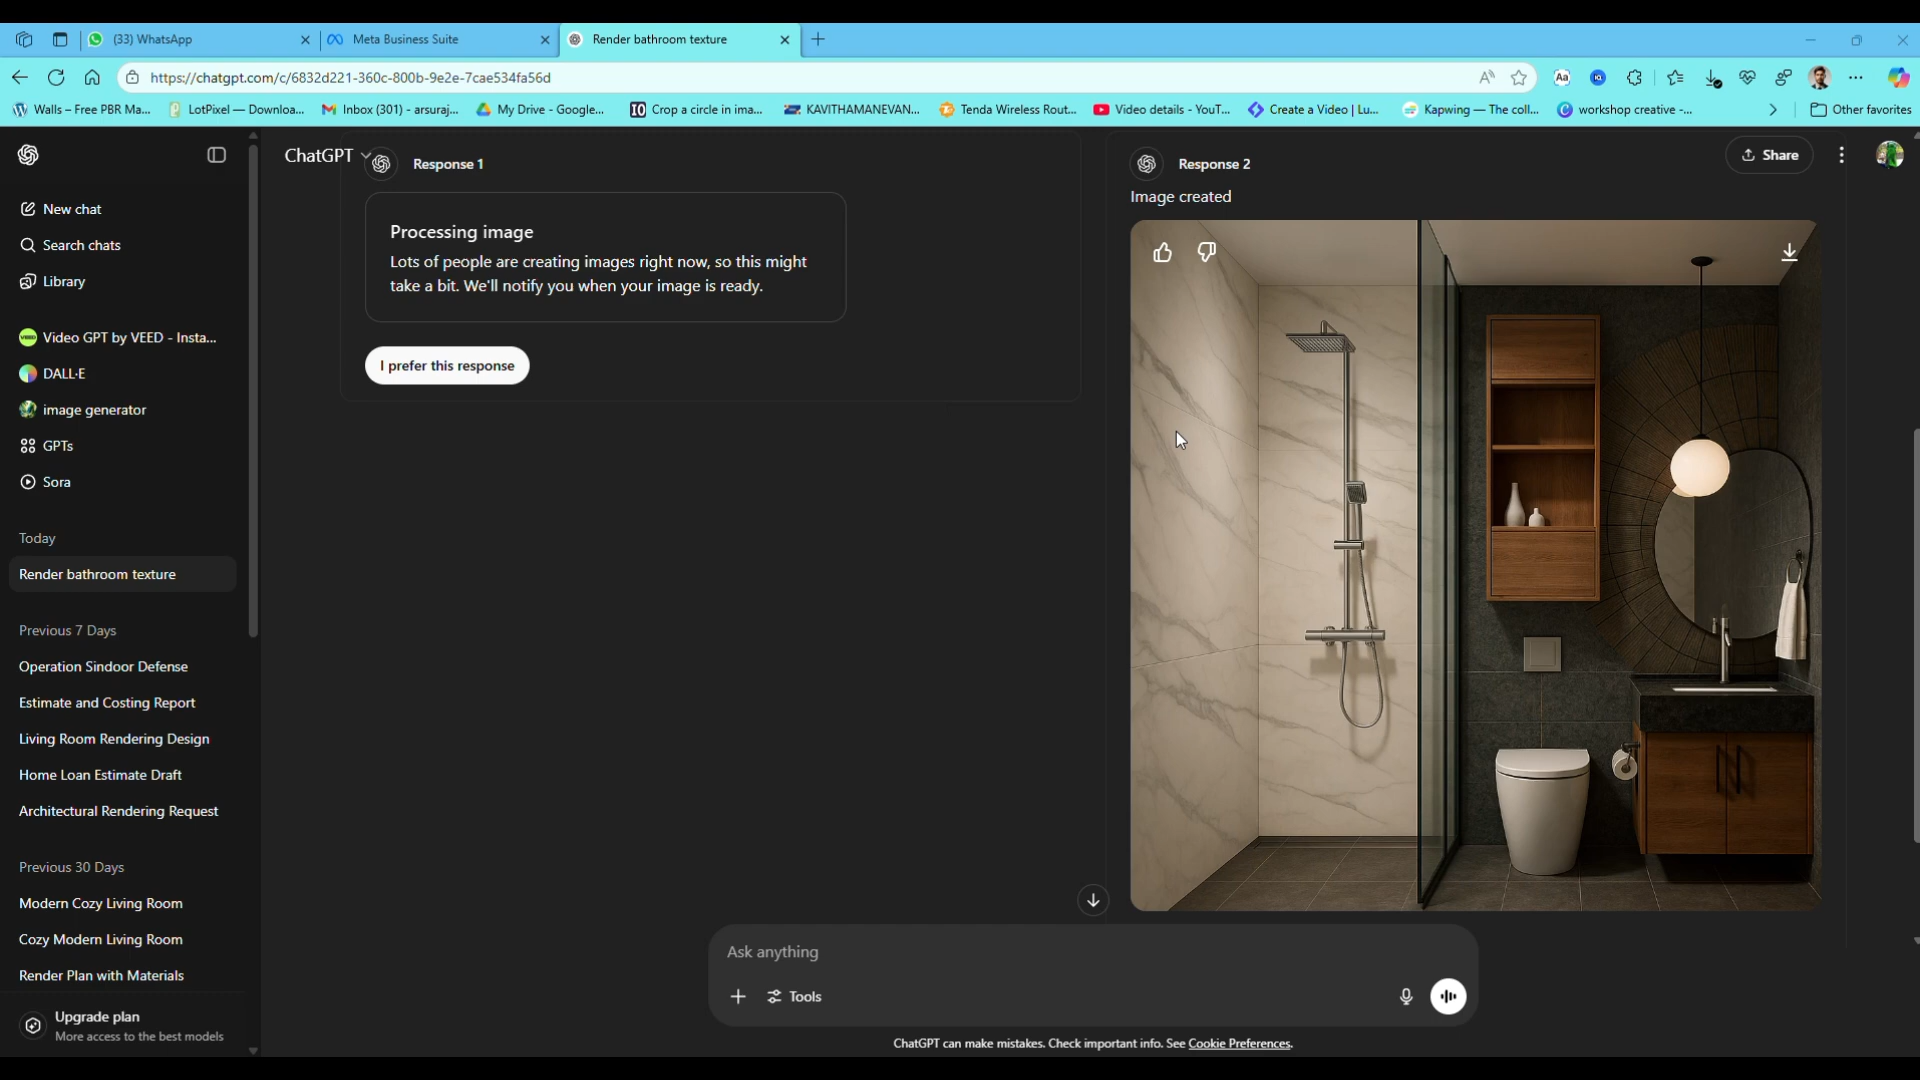 (33) WhatsApp
Meta Business Suite
Render bathroom texture
https://chatgpt.com/c/6832d221-360c-800b-9e2e-7cae534fa56d
Walls – Free PBR Ma...
LotPixel — Downloa...
Inbox (301) - arsuraj...
My Drive - Google...
Crop a circle in ima...
KAVITHAMANEVAN...
Tenda Wireless Rout...
Video details - YouT...
Create a Video | Lu...
Kapwing — The coll...
workshop creative -...
Other favorites
ChatGPT
Response 1
Response 2
Share
Image created
New chat
Search chats
Library
Processing image
Lots of people are creating images right now, so this might
take a bit. We'll notify you when your image is ready.
I prefer this response
Video GPT by VEED - Insta...
DALL·E
image generator
GPTs
Sora
Today
Render bathroom texture
Previous 7 Days
Operation Sindoor Defense
Estimate and Costing Report
Living Room Rendering Design
Home Loan Estimate Draft
Architectural Rendering Request
Previous 30 Days
Modern Cozy Living Room
Cozy Modern Living Room
Render Plan with Materials
Upgrade plan
More access to the best models
Ask anything
Tools
ChatGPT can make mistakes. Check important info. See Cookie Preferences.